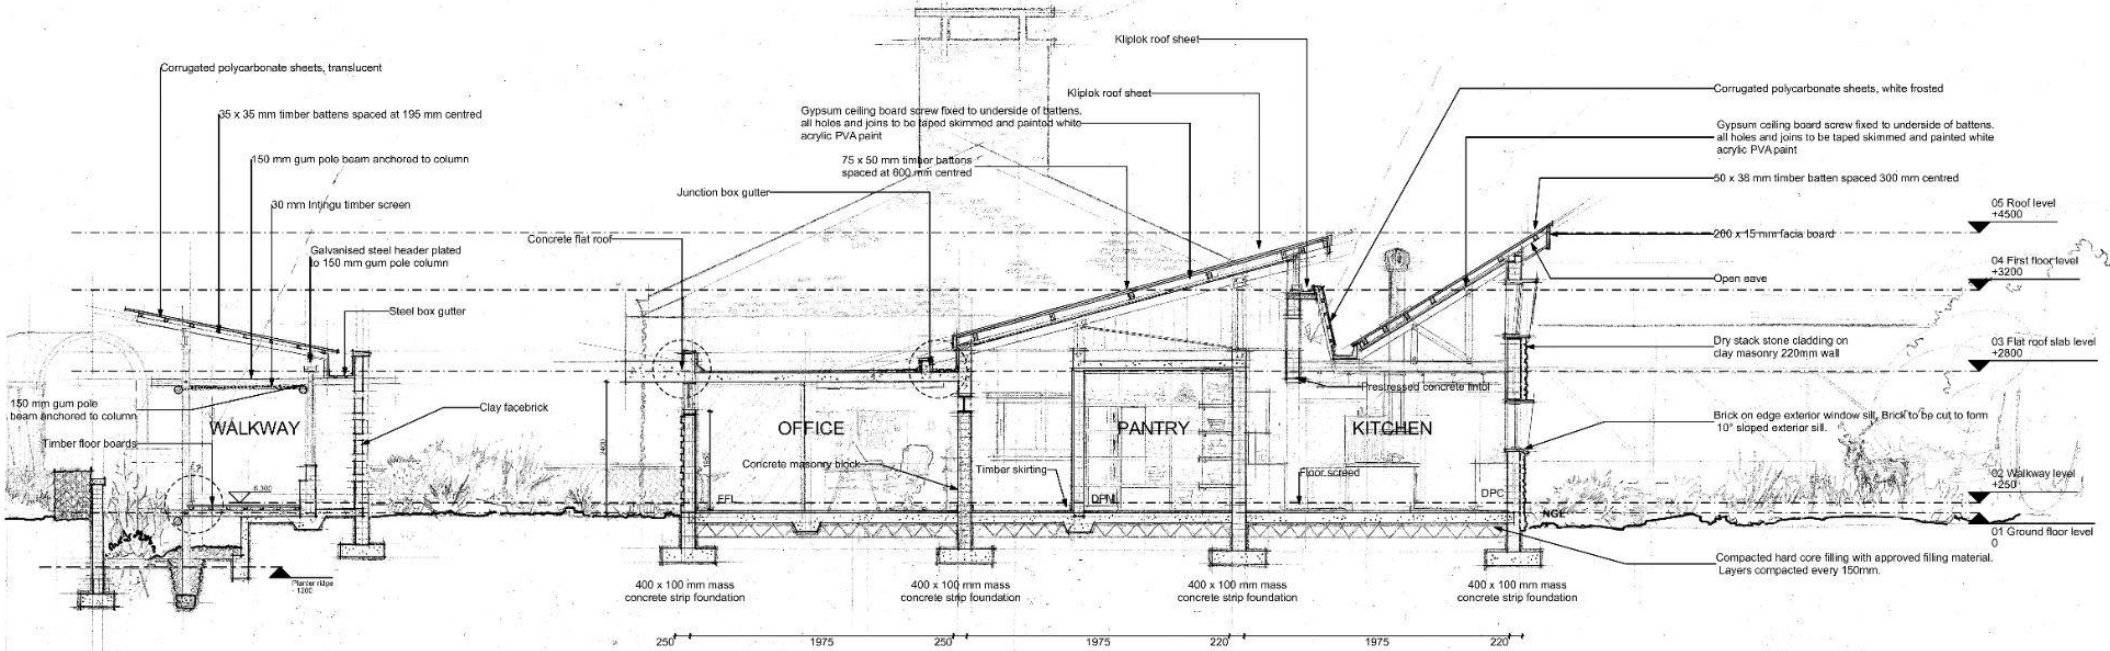 Kliplok roof sheet
Corrugated polycarbonate sheets, translucent
Kliplok roof sheet
Corrugated polycarbonate sheets, white frosted
35 x 35 mm timber battens spaced at 195 mm centred
Gypsum ceiling board screw fixed to underside of battens.
all holes and joins to be taped skimmed and painted white
acrylic PVA paint
Gypsum ceiling board screw fixed to underside of battens.
all holes and joins to be taped skimmed and painted white
acrylic PVA paint
150 mm gum pole beam anchored to column
75 x 50 mm timber battons
spaced at 600 mm centred
50 x 38 mm timber batten spaced 300 mm centred
Junction box gutter
30 mm Intingu timber screen
05 Roof level
+4500
Concrete flat roof
200 x 15 mm facia board
Galvanised steel header plated
to 150 mm gum pole column
04 First floor level
+3200
Open eave
Steel box gutter
Dry stack stone cladding on
clay masonry 220mm wall
03 Flat roof slab level
+2800
Prestressed concrete lintol
150 mm gum pole
beam anchored to column
Clay facebrick
Brick on edge exterior window sill. Brick to be cut to form
10° sloped exterior sill.
WALKWAY
OFFICE
PANTRY
KITCHEN
Timber floor boards
Concrete masonry block
Timber skirting
Floor screed
02 Walkway level
+250
FFL
DPM
DPC
NGL
01 Ground floor level
0
Compacted hard core filling with approved filling material.
Layers compacted every 150mm.
Planter ridge
- 1200
400 x 100 mm mass
concrete strip foundation
400 x 100 mm mass
concrete strip foundation
400 x 100 mm mass
concrete strip foundation
400 x 100 mm mass
concrete strip foundation
250
1975
250
1975
220
1975
220